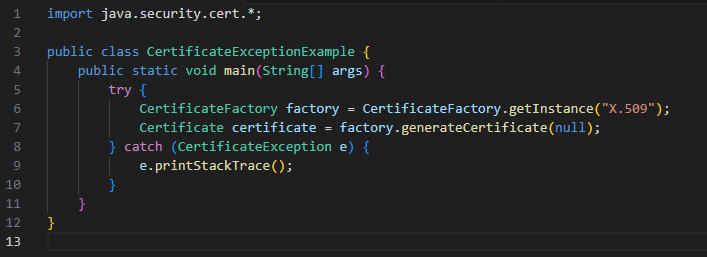 1 import java.security.cert.*;
2
3 public class CertificateExceptionExample {
4     public static void main(String[] args) {
5         try {
6             CertificateFactory factory = CertificateFactory.getInstance("X.509");
7             Certificate certificate = factory.generateCertificate(null);
8         } catch (CertificateException e) {
9             e.printStackTrace();
10         }
11     }
12 }
13